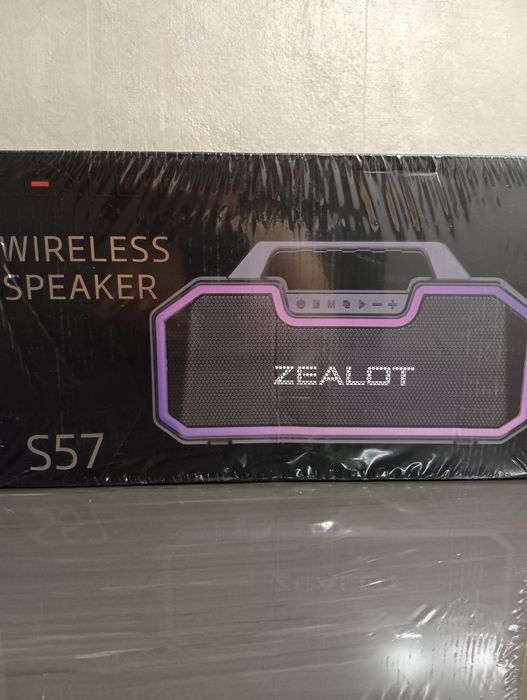 WIRELESS
SPEAKER
M
ZEALOT
S57